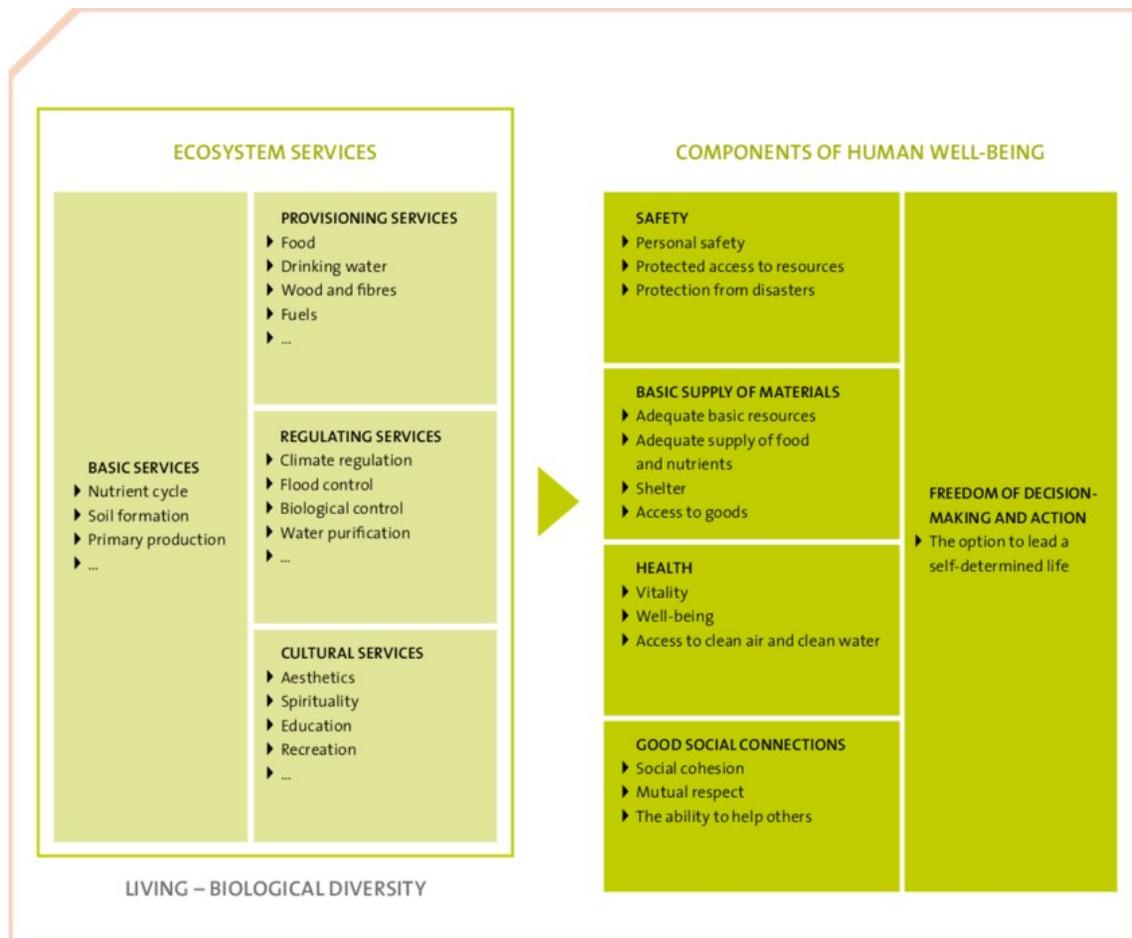 ECOSYSTEM SERVICES
BASIC SERVICES
Nutrient cycle
Soil formation
Primary production
...
PROVISIONING SERVICES
Food
Drinking water
Wood and fibres
Fuels
...
REGULATING SERVICES
Climate regulation
Flood control
Biological control
Water purification
...
CULTURAL SERVICES
Aesthetics
Spirituality
Education
Recreation
...
LIVING – BIOLOGICAL DIVERSITY
COMPONENTS OF HUMAN WELL-BEING
SAFETY
Personal safety
Protected access to resources
Protection from disasters
BASIC SUPPLY OF MATERIALS
Adequate basic resources
Adequate supply of food
and nutrients
Shelter
Access to goods
HEALTH
Vitality
Well-being
Access to clean air and clean water
GOOD SOCIAL CONNECTIONS
Social cohesion
Mutual respect
The ability to help others
FREEDOM OF DECISION-
MAKING AND ACTION
The option to lead a
self-determined life